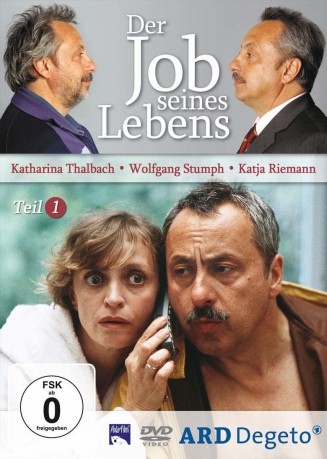 Der
Job
seines
Lebens
Katharina Thalbach • Wolfgang Stumph • Katja Riemann
Teil 1
FSK
ab
0
freigegeben
Polyfilm
DVD
VIDEO
ARD Degeto